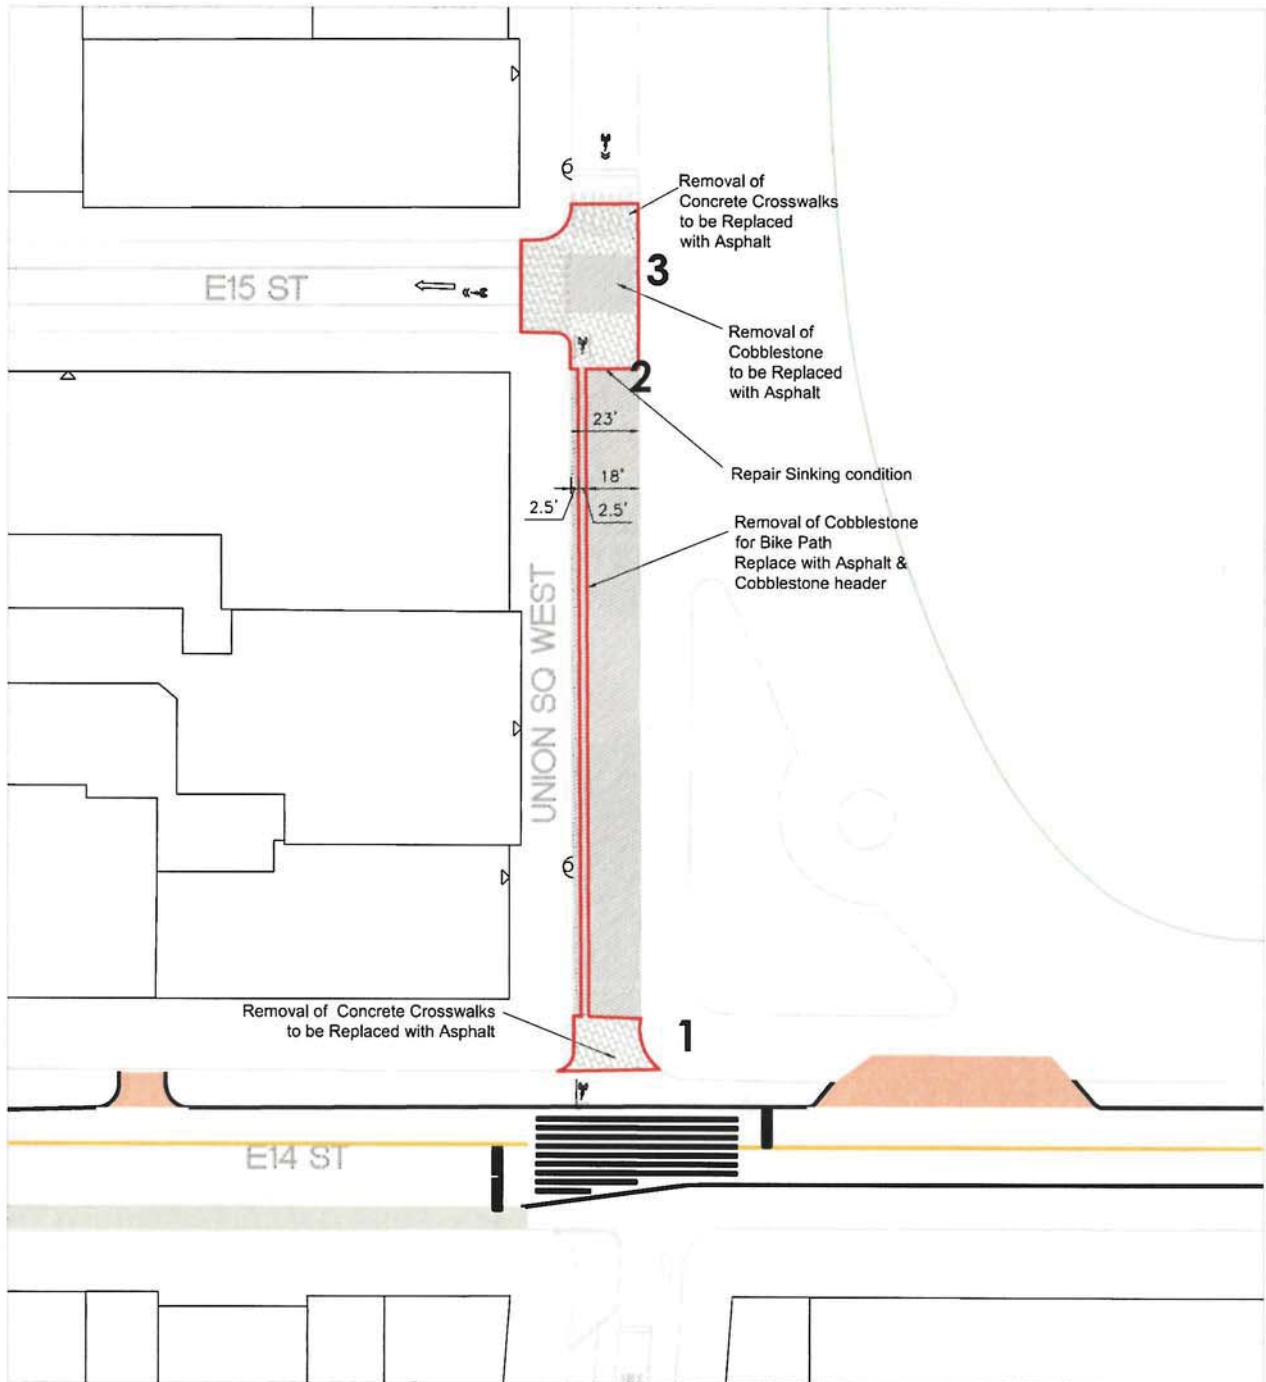 Removal of
Concrete Crosswalks
to be Replaced
with Asphalt
E15 ST
3
Removal of
Cobblestone
to be Replaced
with Asphalt
2
23'
Repair Sinking condition
18'
2.5'
2.5'
Removal of Cobblestone
for Bike Path
Replace with Asphalt &
Cobblestone header
UNION SQ WEST
Removal of Concrete Crosswalks
to be Replaced with Asphalt
1
E14 ST